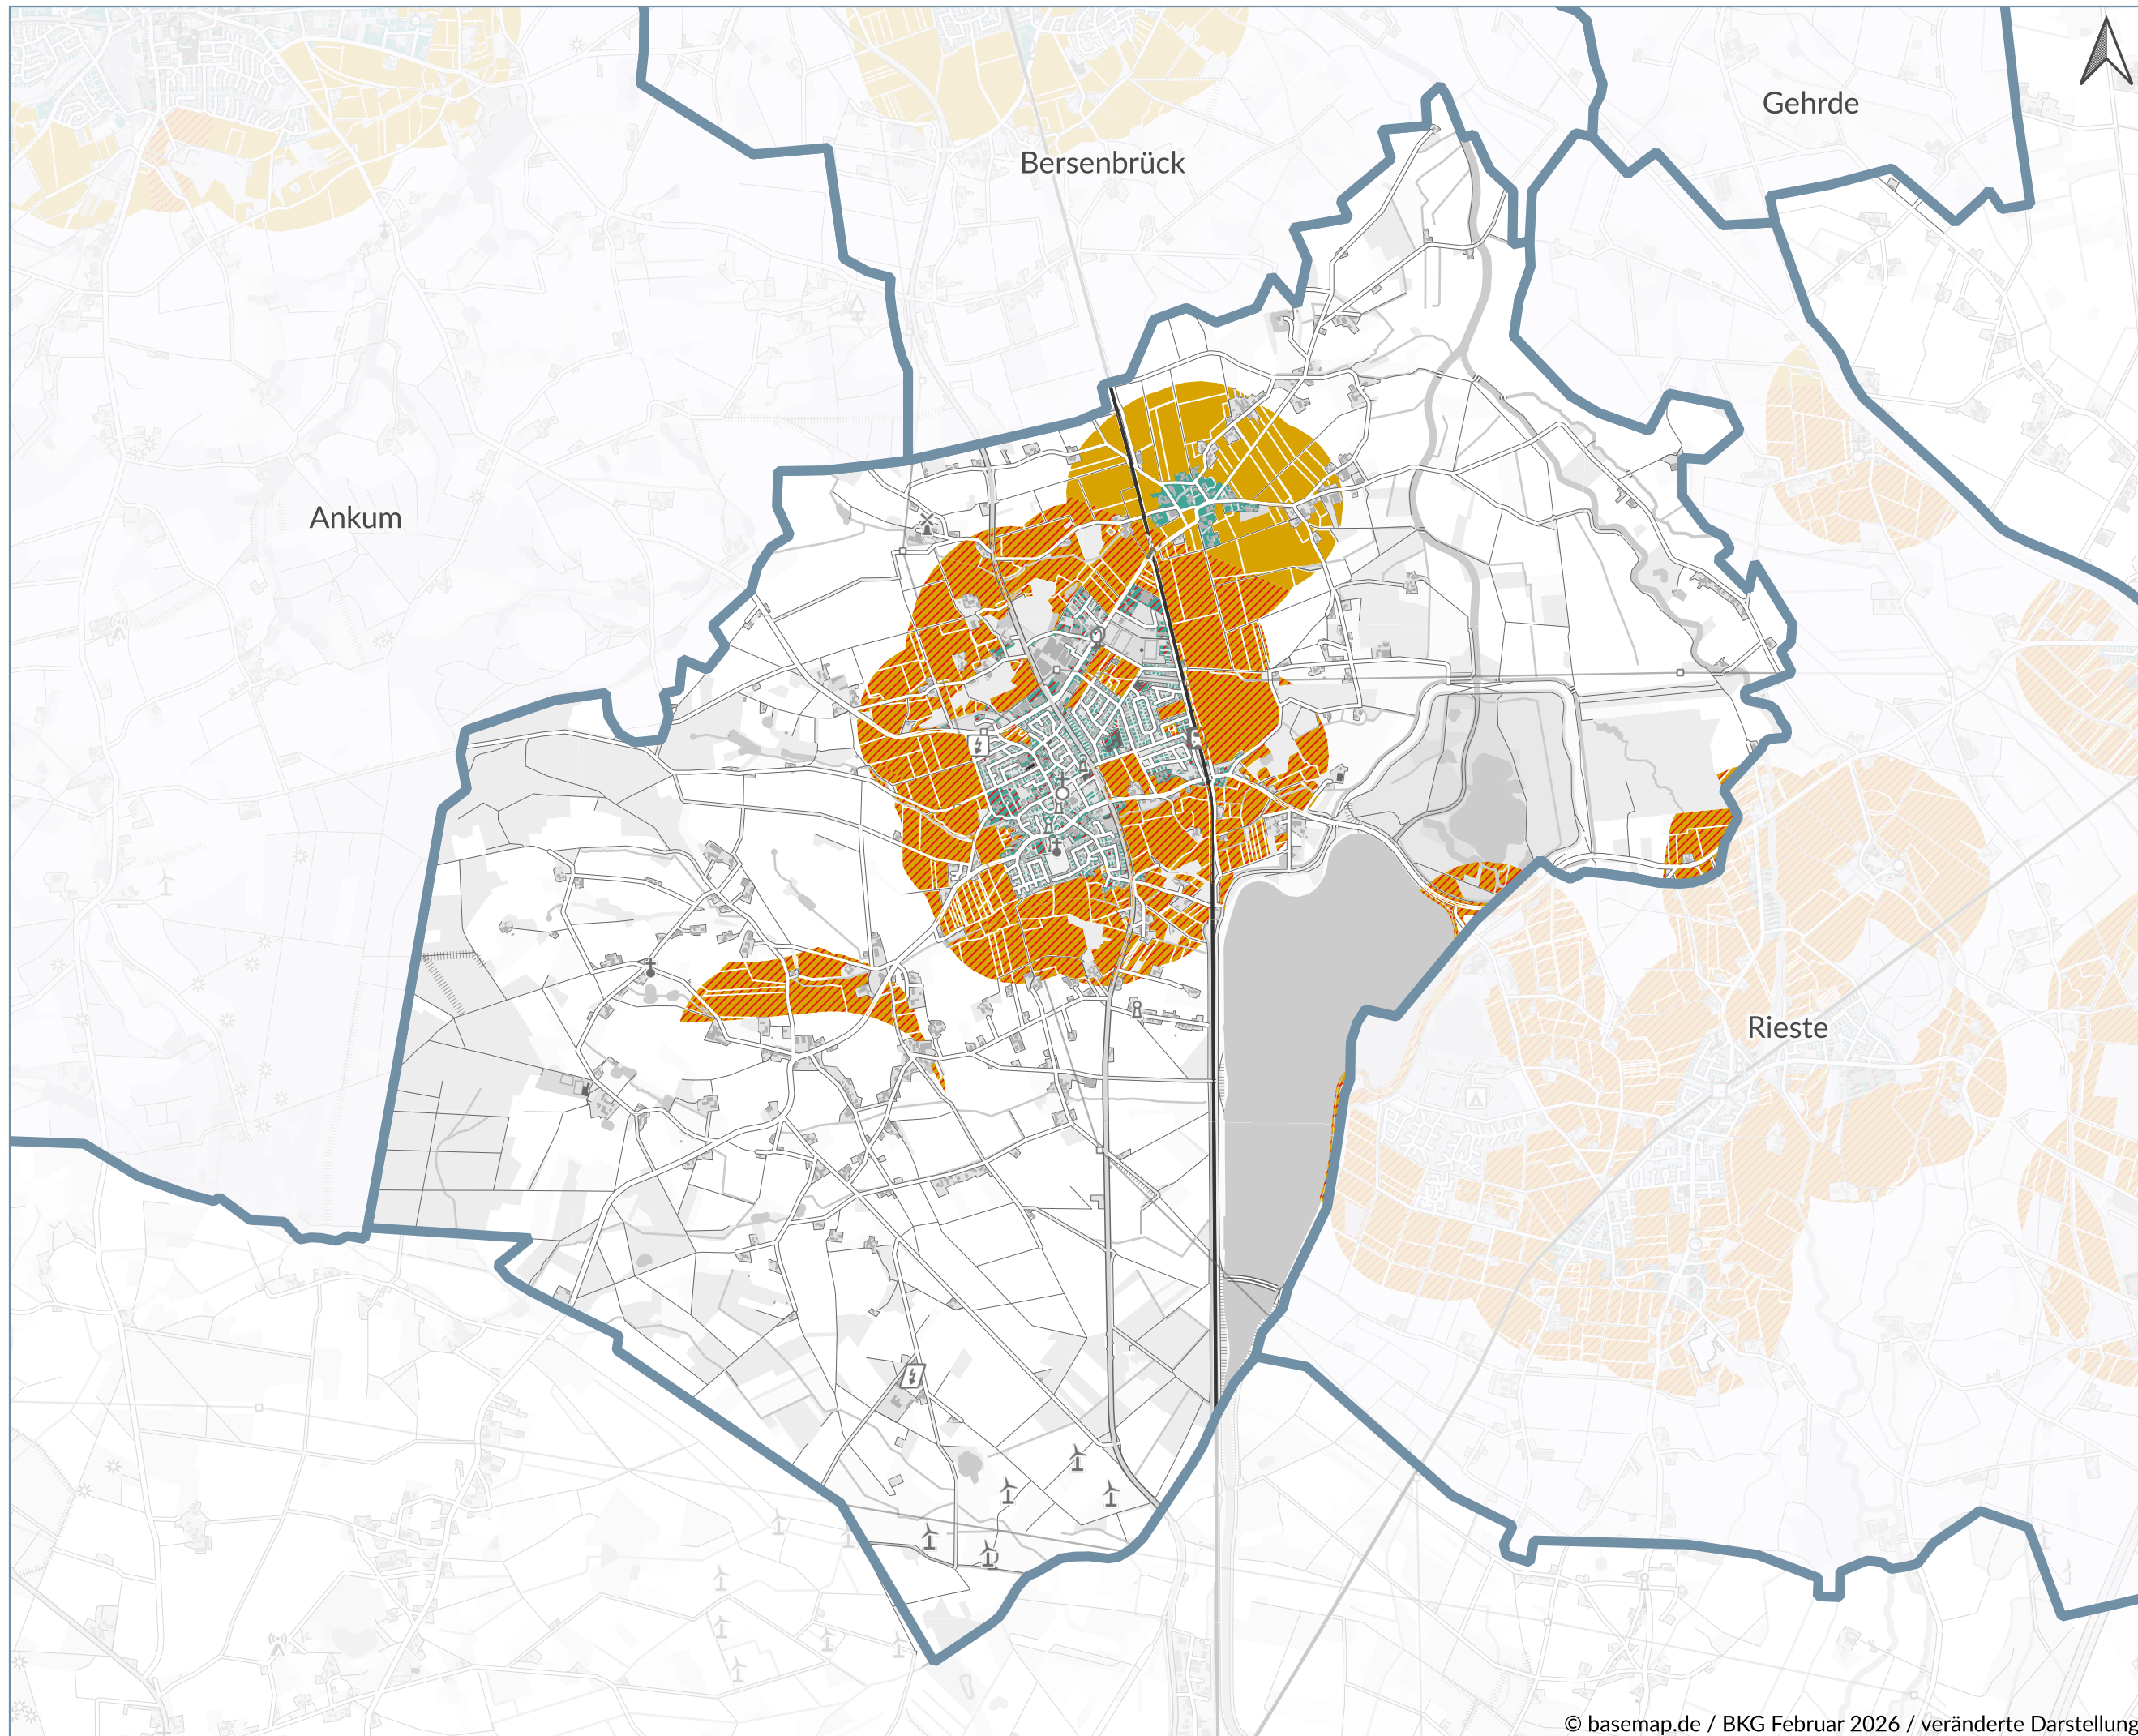 Gehrde
Bersenbrück
Ankum
Rieste
© basemap.de / BKG Februar 2026 / veränderte Darstellung